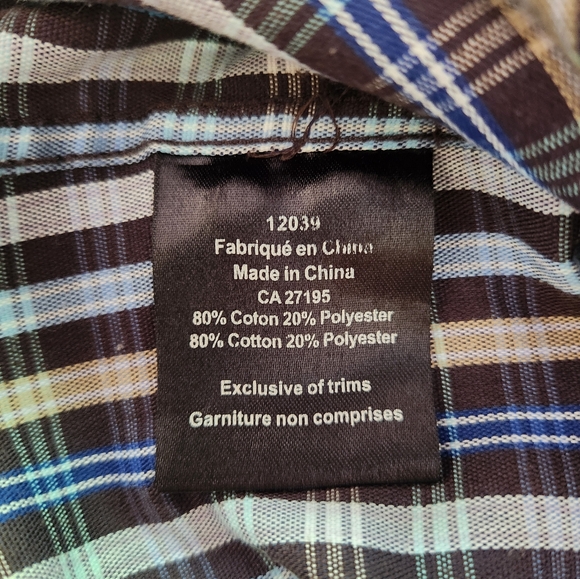 12039
Fabriqué en China
Made in China
CA 27195
80% Coton 20% Polyester
80% Cotton 20% Polyester
Exclusive of trims
Garniture non comprises